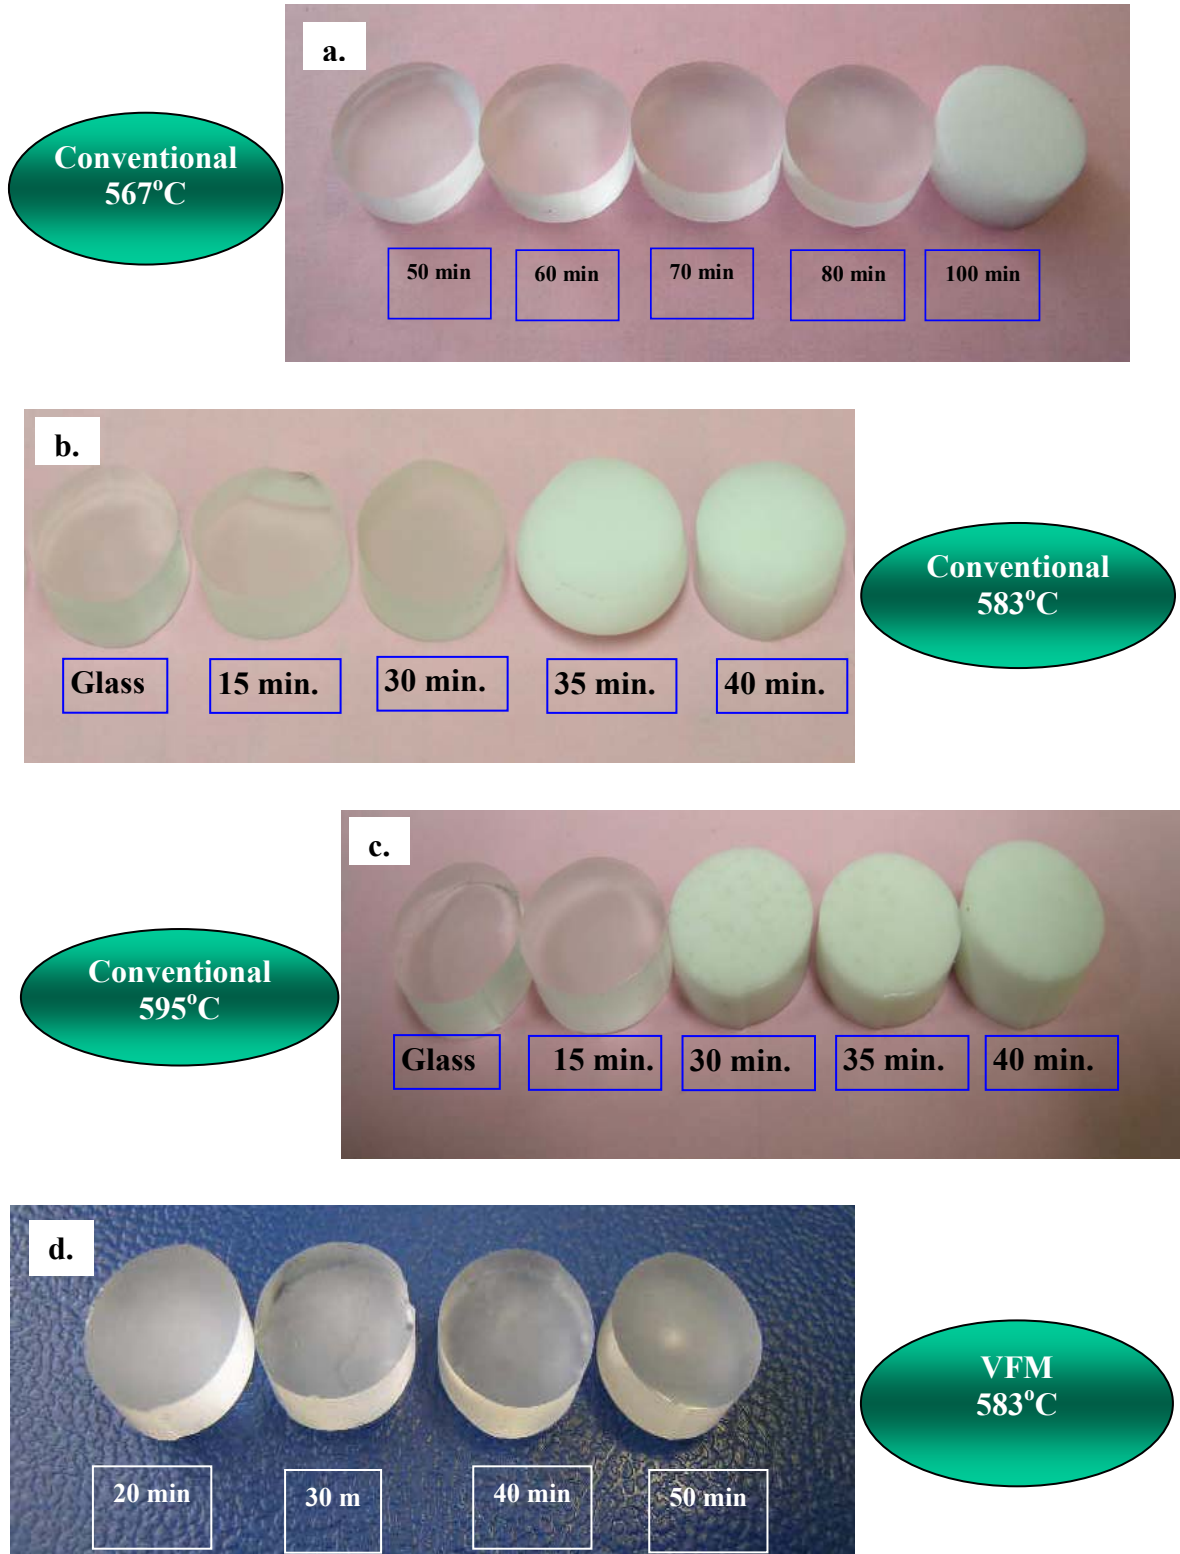 a.
Conventional
567°C
50 min
60 min
70 min
80 min
100 min
b.
Glass
15 min.
30 min.
35 min.
40 min.
Conventional
583°C
c.
Conventional
595°C
Glass
15 min.
30 min.
35 min.
40 min.
d.
20 min
30 m
40 min
50 min
VFM
583°C